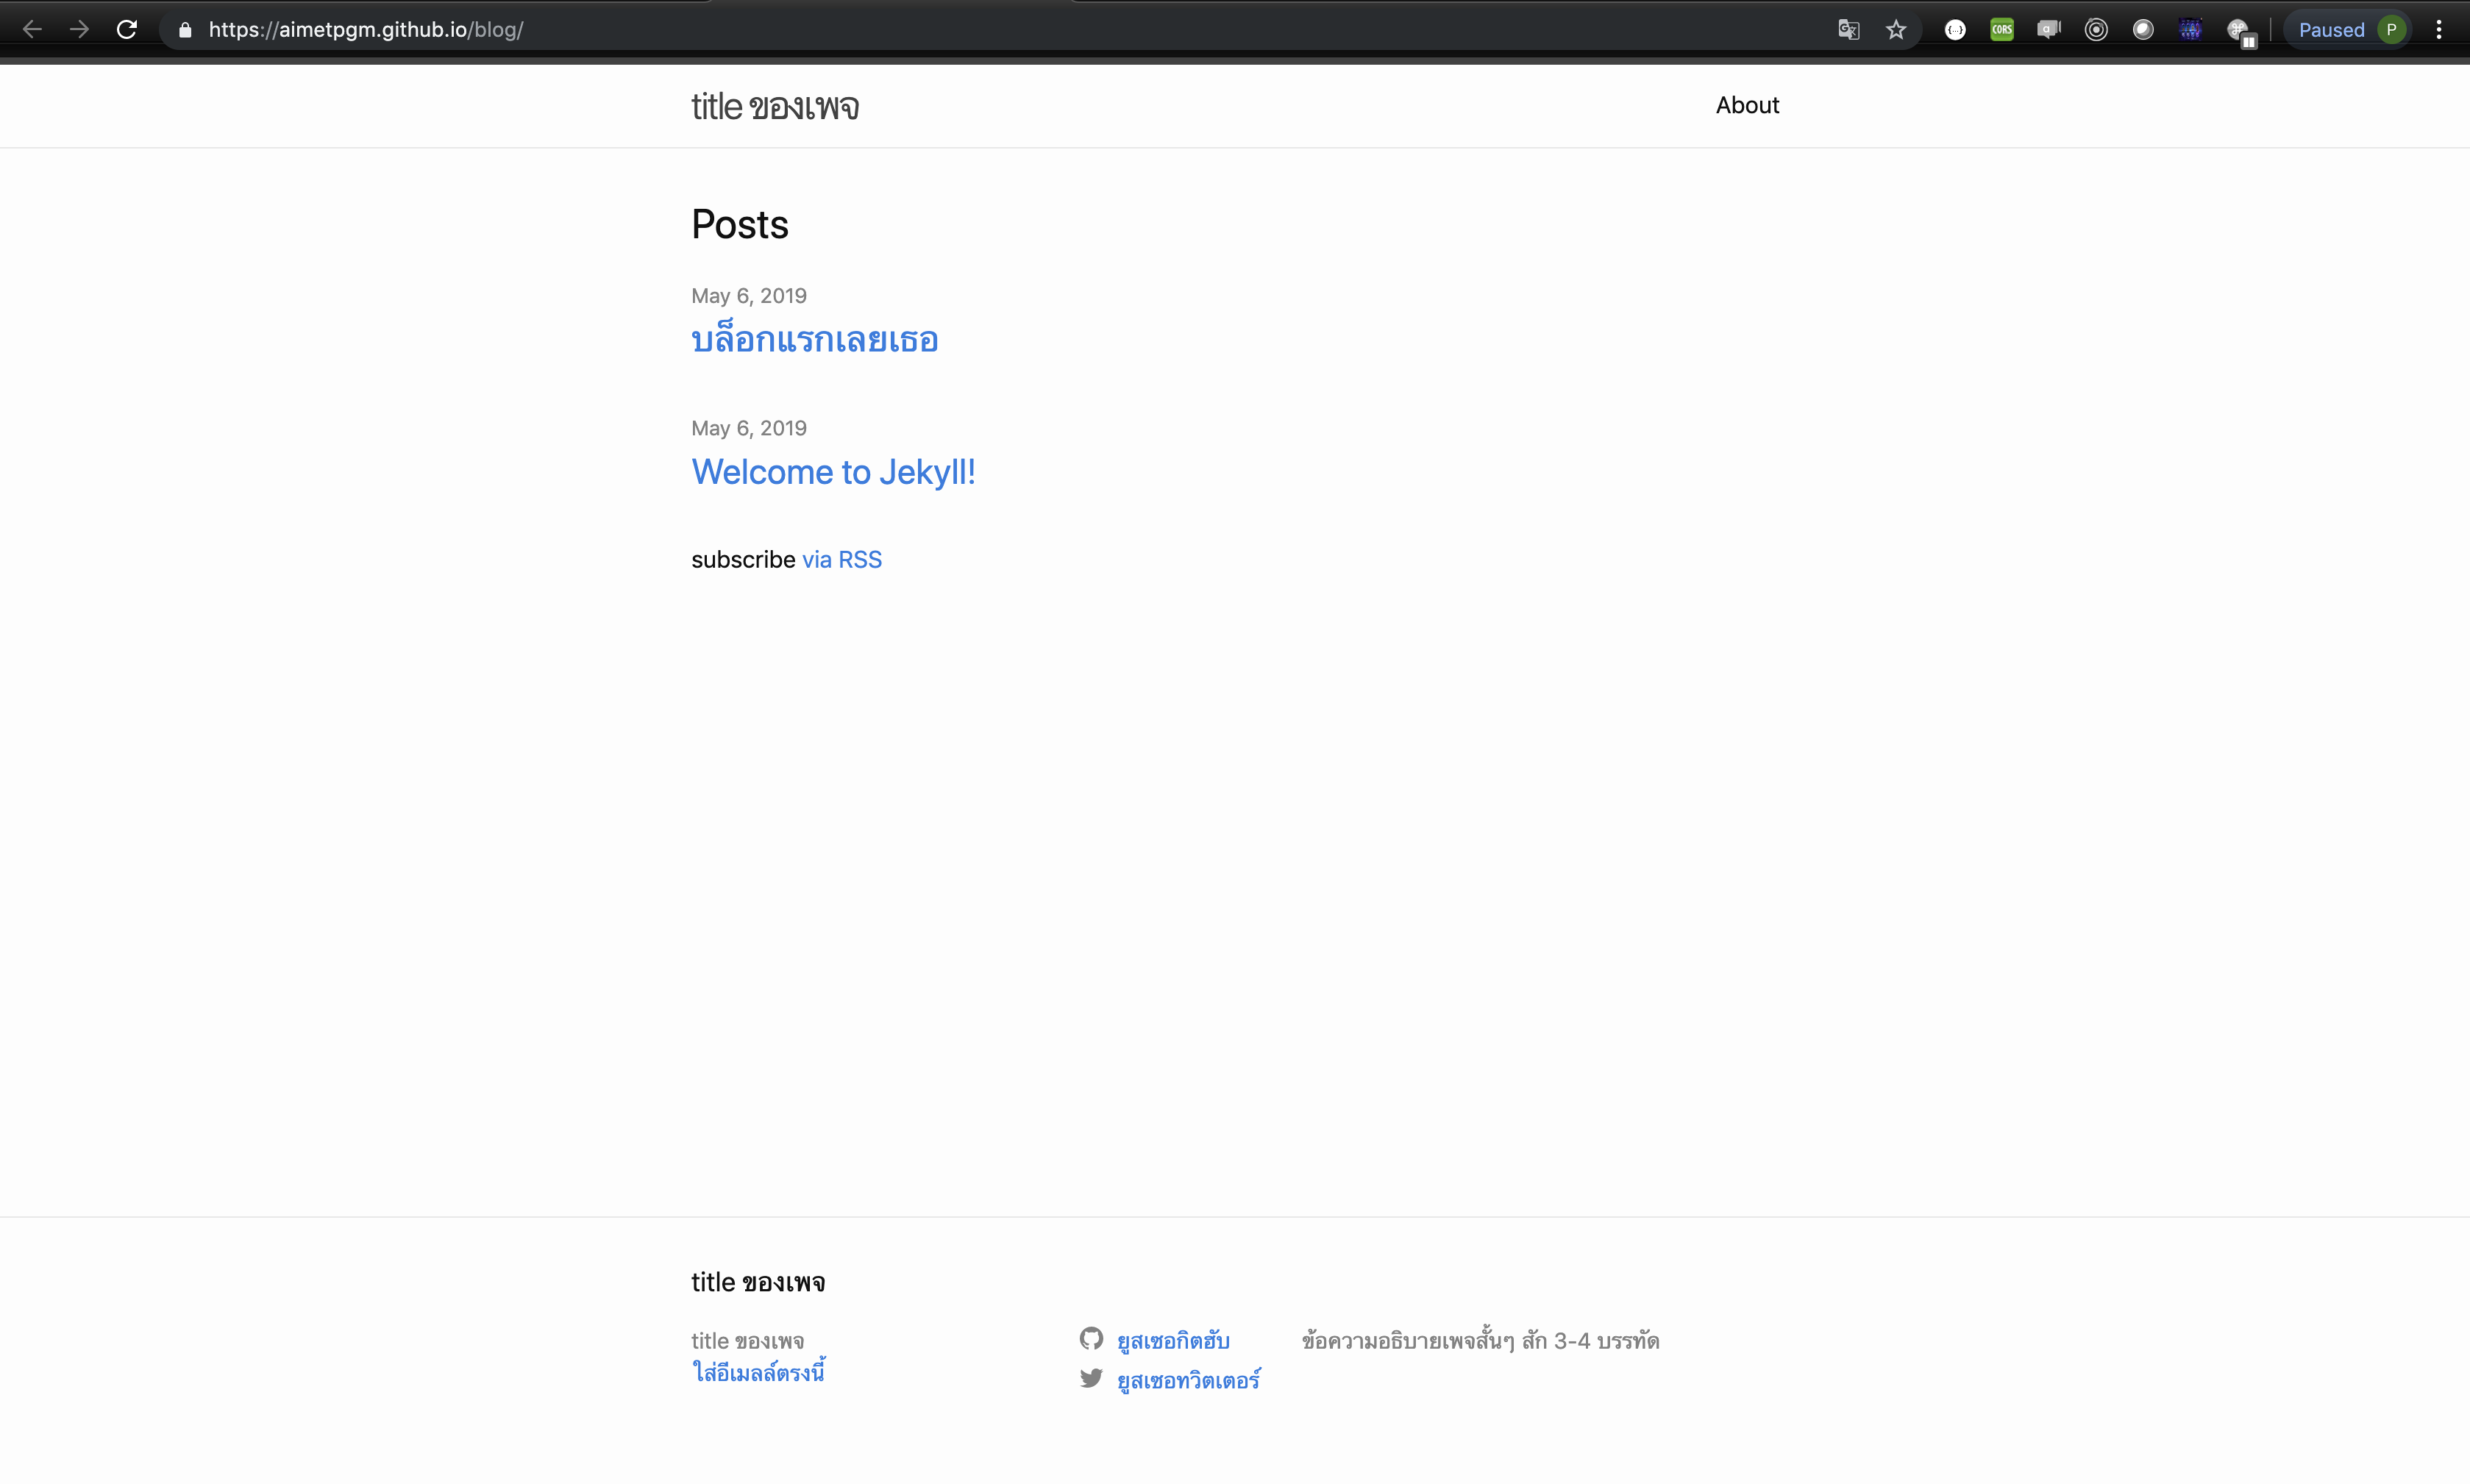 https://aimetpgm.github.io/blog/
CORS
Paused P
title ของเพจ
About
Posts
May 6, 2019
บล็อกแรกเลยเธอ
May 6, 2019
Welcome to Jekyll!
subscribe via RSS
title ของเพจ
title ของเพจ
ใส่อีเมลล์ตรงนี้
ยูสเซอกิตฮับ
ยูสเซอทวิตเตอร์
ข้อความอธิบายเพจสั้นๆ สัก 3-4 บรรทัด